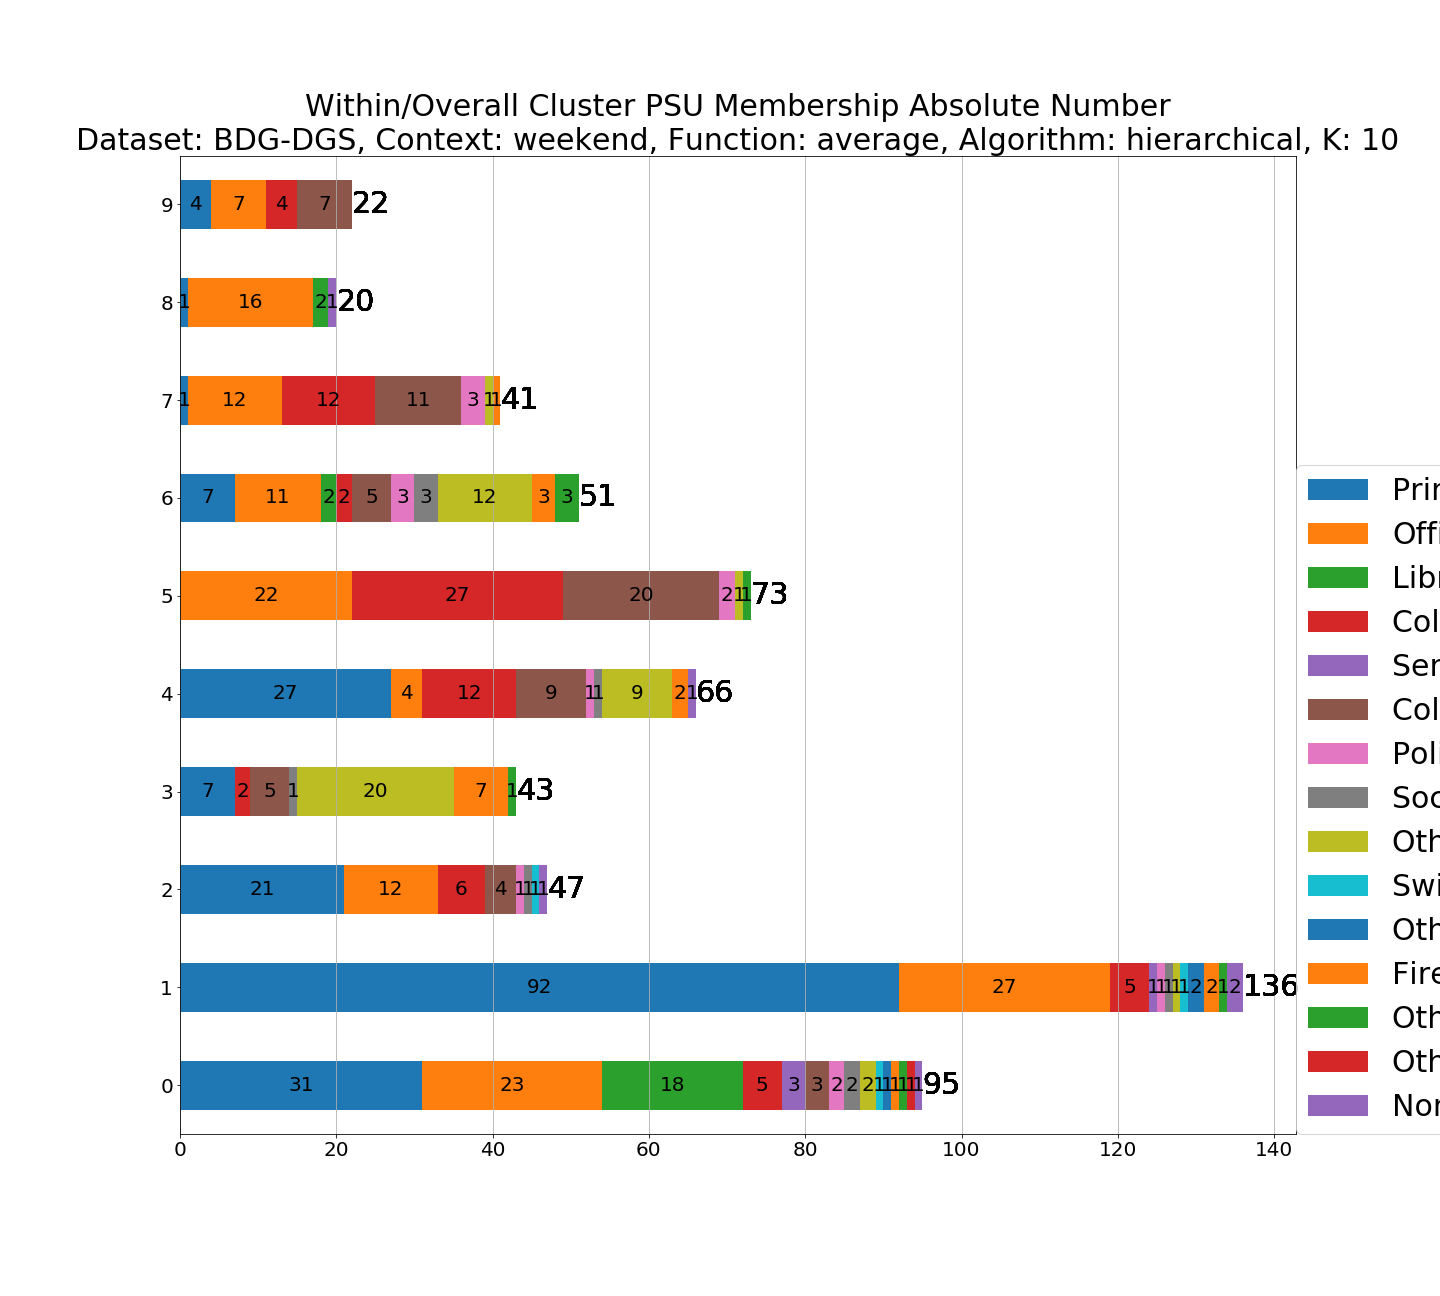 Within/Overall Cluster PSU Membership Absolute Number
Dataset: BDG-DGS, Context: weekend, Function: average, Algorithm: hierarchical, K: 10
9 4 7 4 7 22
8 1 16 2 1 20
7 1 12 12 11 3 1 1 41
6 7 11 2 2 5 3 3 12 3 3 51
5 22 27 20 2 1 1 73
4 27 4 12 9 1 1 9 2 1 66
3 7 2 5 1 20 7 1 43
2 21 12 6 4 1 1 1 1 47
1 92 27 5 1 1 1 1 1 2 2 1 2 136
0 31 23 18 5 3 3 2 2 2 1 1 1 1 1 1 95
0 20 40 60 80 100 120 140
Prin
Offi
Libr
Col
Ser
Col
Poli
Soc
Oth
Swi
Oth
Fire
Oth
Oth
Nor